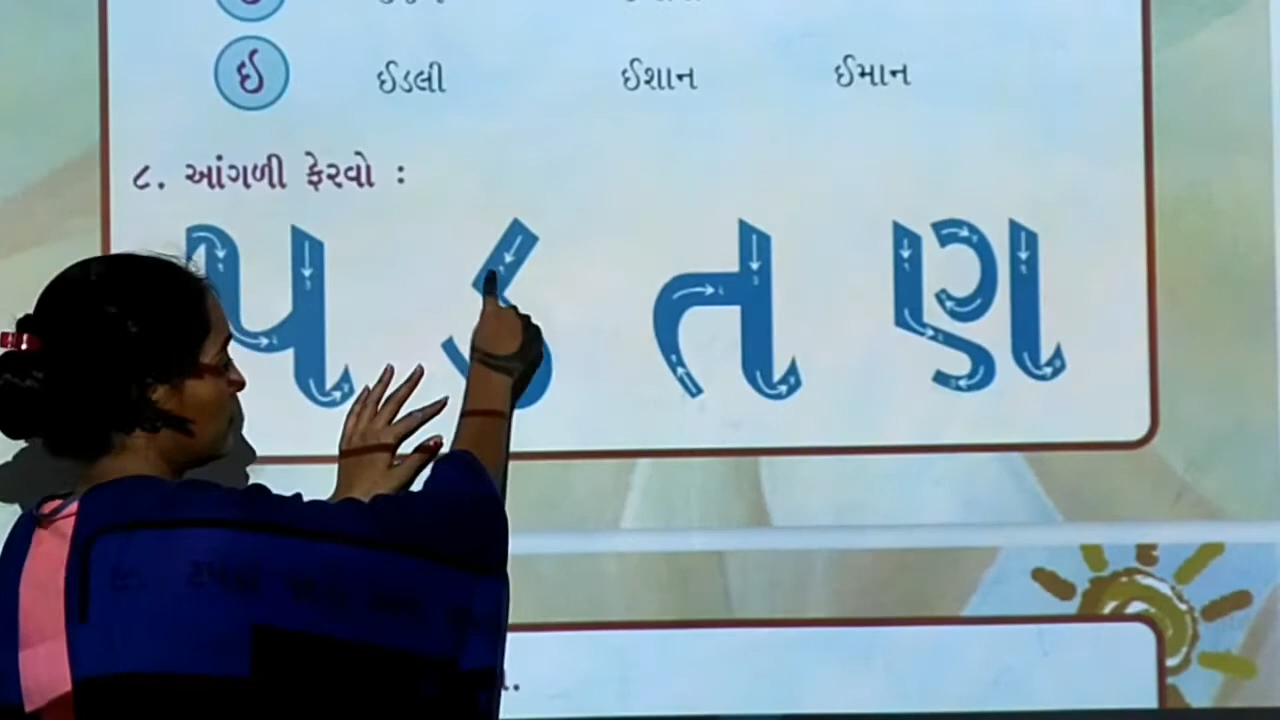 ઈ ઈડલી ઈશાન ઈમાન
૮. આંગળી ફેરવો :
પ ડ ત ણ